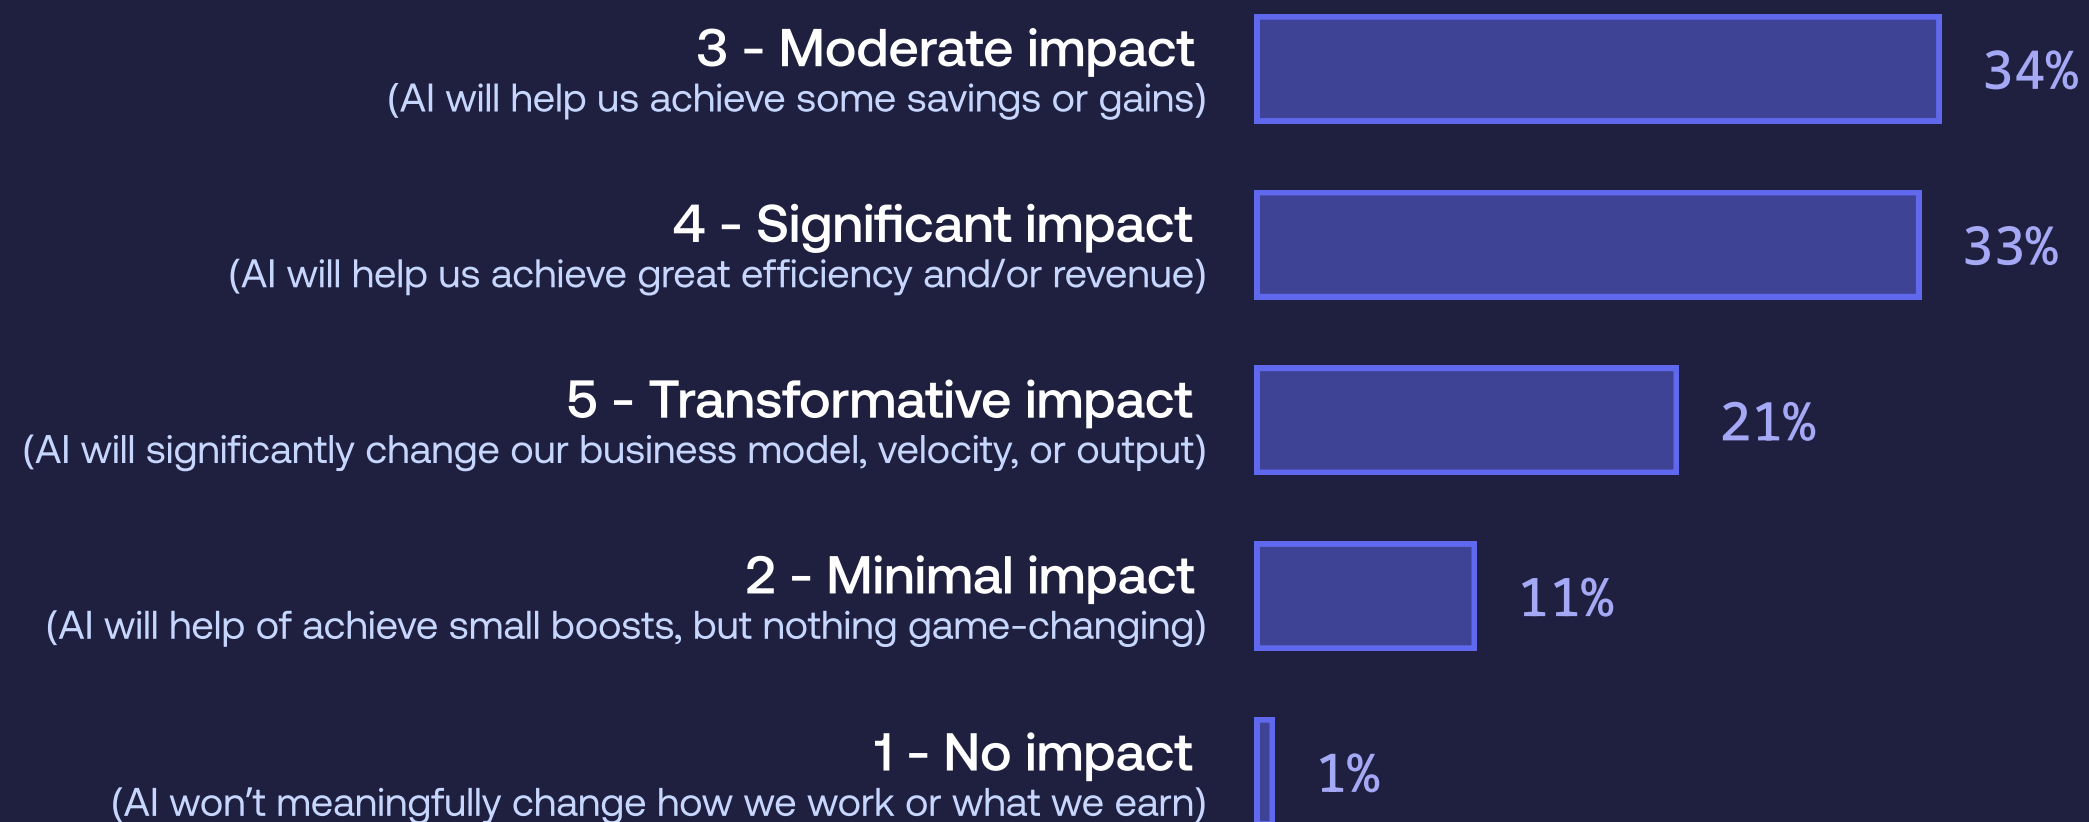 3 - Moderate impact
34%
(AI will help us achieve some savings or gains)
4 - Significant impact
33%
(AI will help us achieve great efficiency and/or revenue)
5 - Transformative impact
21%
(AI will significantly change our business model, velocity, or output)
2 - Minimal impact
11%
(AI will help of achieve small boosts, but nothing game-changing)
1 - No impact
1%
(AI won’t meaningfully change how we work or what we earn)